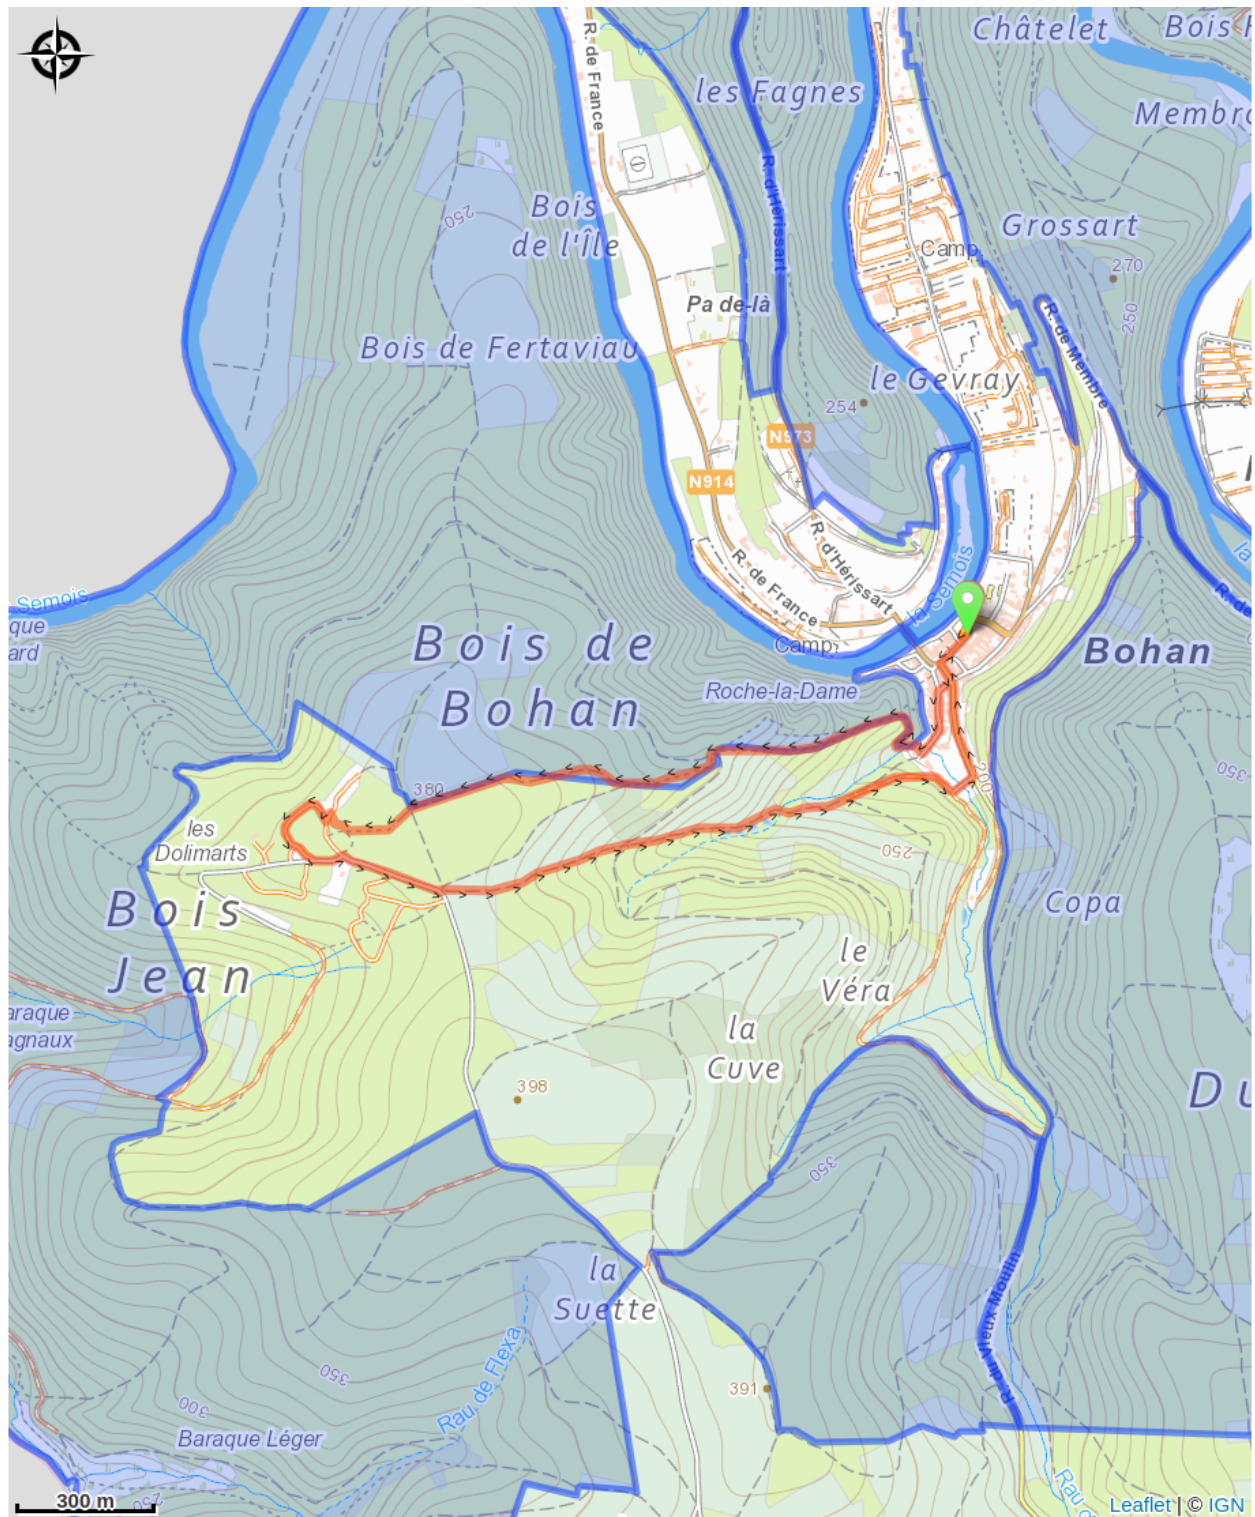 Châtelet
R. de France
les Fagnes
R. d'Hérissart
Bois
de l'Île
250
Grossart
Camp.
270
250
Pa de-là
R. de Membre
Bois de Fertaviau
le Gevray
254
N973
N914
R. d'Hérissart
R. de France
la Semois
Semois
Camp.
Bois de
Bohan
Bohan
Roche-la-Dame
200
350
380
les
Dolimarts
250
Bois
Jean
Copa
le
Véra
la
Cuve
398
350
la
Suette
R. du Vieux Moulin
Rau de Flexa
350
391
300
Baraque Léger
250
300 m
Leaflet | © IGN